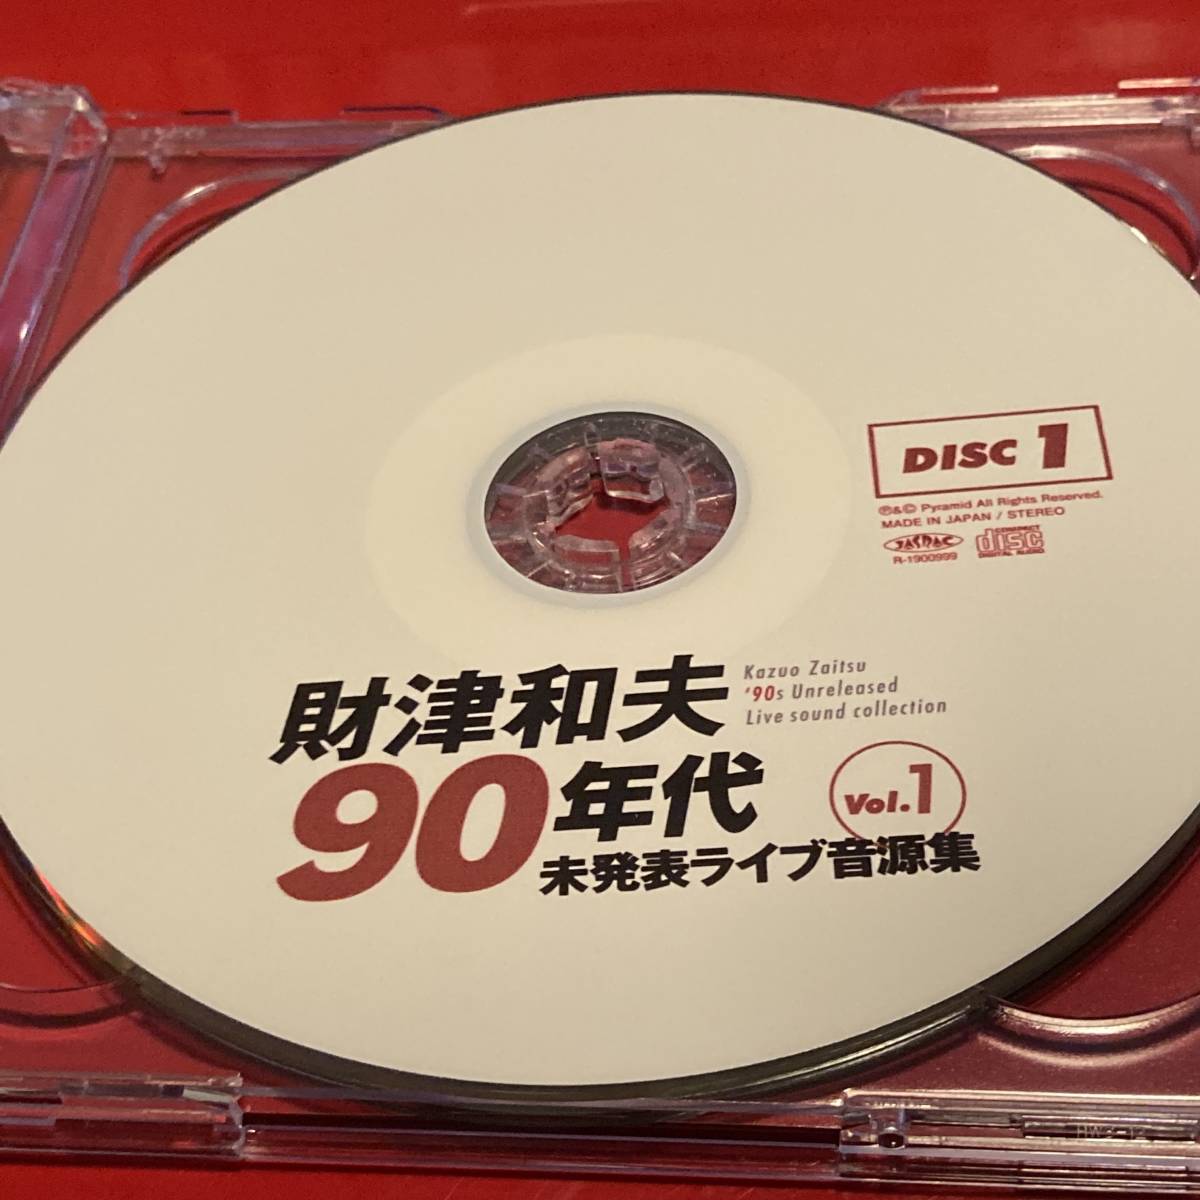 DISC 1
℗&© Pyramid All Rights Reserved.
MADE IN JAPAN / STEREO
JASRAC
R-1900999
COMPACT
disc
DIGITAL AUDIO
財津和夫
Kazuo Zaitsu
'90s Unreleased
Live sound collection
90年代
Vol.1
未発表ライブ音源集